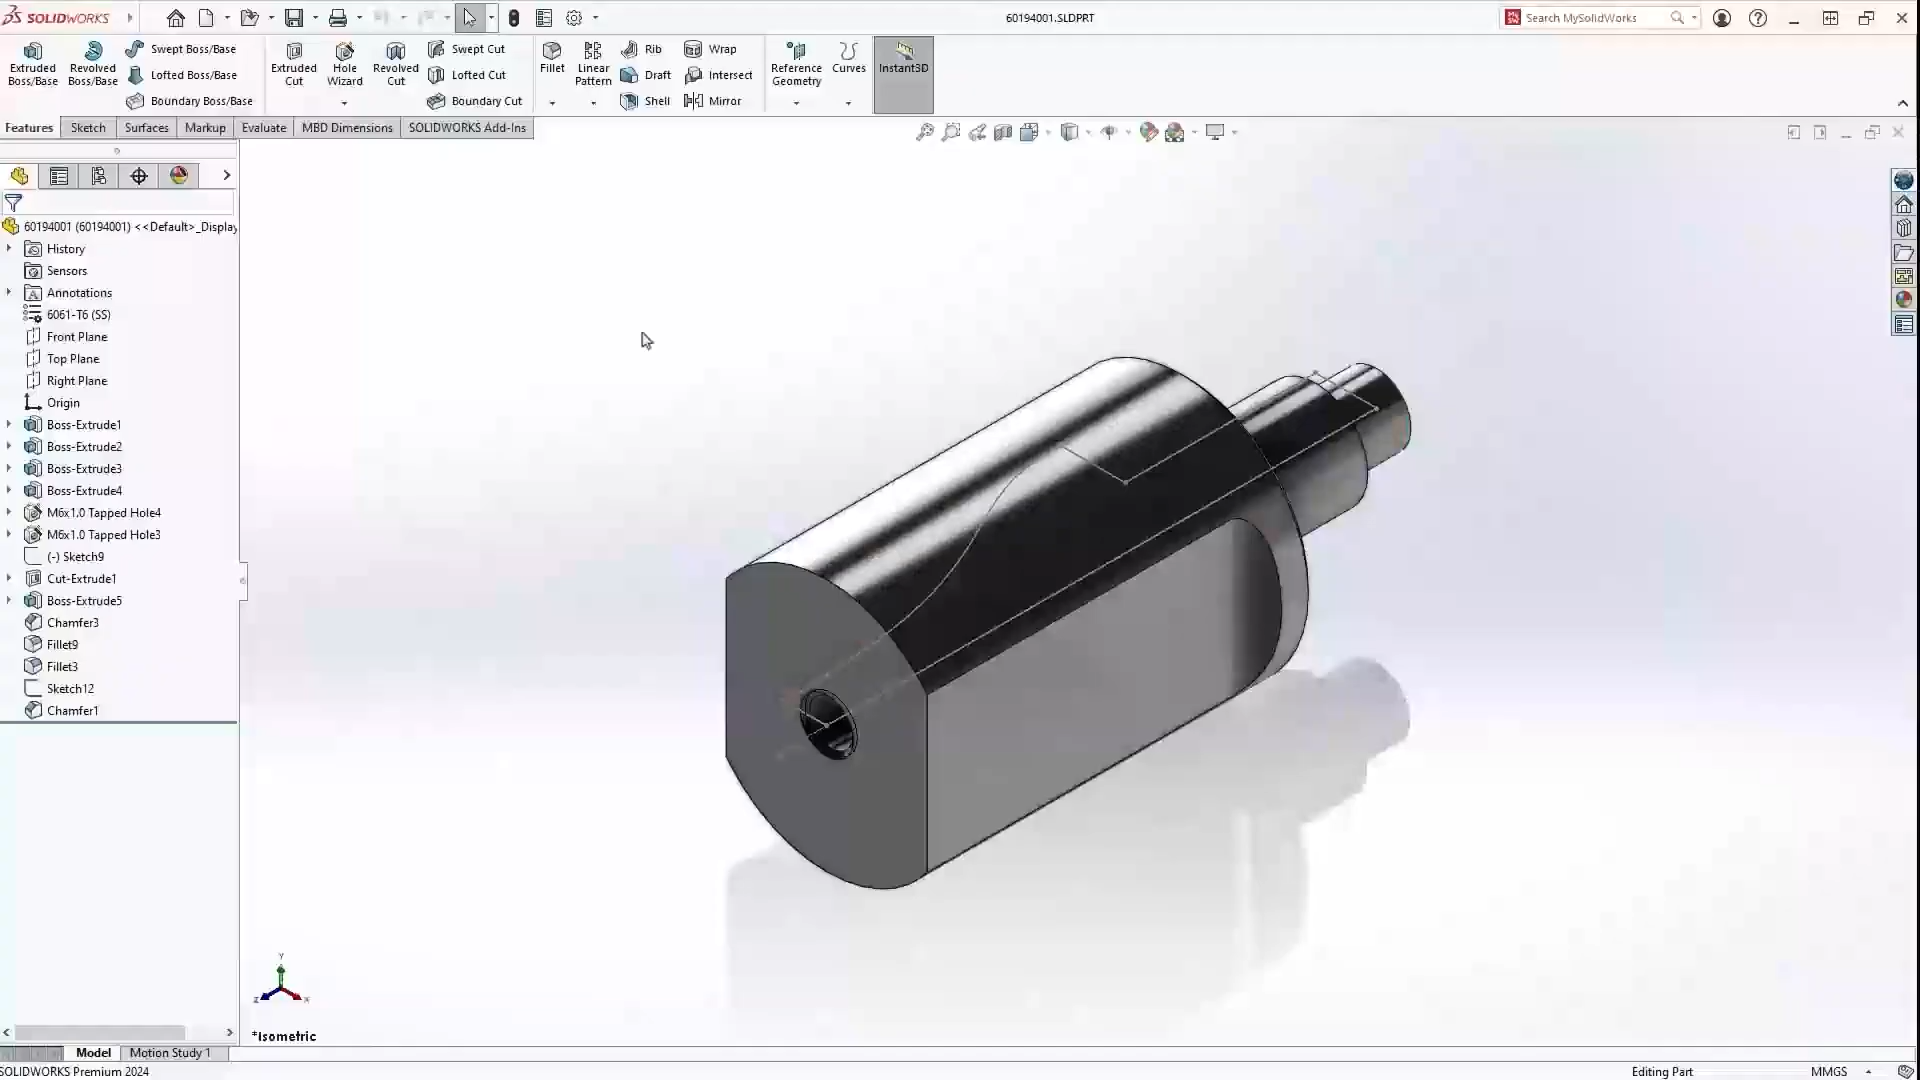 SOLIDWORKS
60194001.SLDPRT
Search MySolidWorks
Extruded Boss/Base
Revolved Boss/Base
Swept Boss/Base
Lofted Boss/Base
Boundary Boss/Base
Extruded Cut
Hole Wizard
Revolved Cut
Swept Cut
Lofted Cut
Boundary Cut
Fillet
Linear Pattern
Rib
Draft
Shell
Wrap
Intersect
Mirror
Reference Geometry
Curves
Instant3D
Features
Sketch
Surfaces
Markup
Evaluate
MBD Dimensions
SOLIDWORKS Add-Ins
60194001 (60194001) <<Default>_Display
History
Sensors
Annotations
6061-T6 (SS)
Front Plane
Top Plane
Right Plane
Origin
Boss-Extrude1
Boss-Extrude2
Boss-Extrude3
Boss-Extrude4
M6x1.0 Tapped Hole4
M6x1.0 Tapped Hole3
(-) Sketch9
Cut-Extrude1
Boss-Extrude5
Chamfer3
Fillet9
Fillet3
Sketch12
Chamfer1
Y
Z
X
*Isometric
Model
Motion Study 1
SOLIDWORKS Premium 2024
Editing Part
MMGS